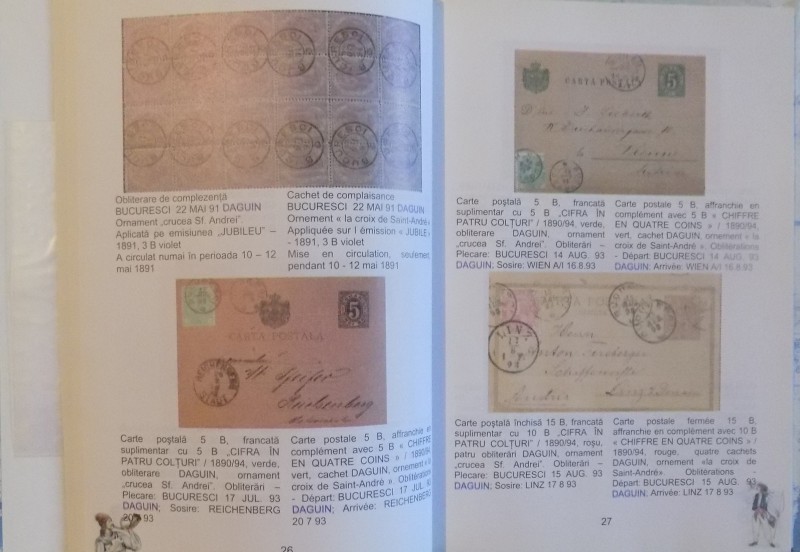 Obliterare de complezență
BUCURESCI 22 MAI 91 DAGUIN
Ornament „crucea Sf. Andrei"
Aplicată pe emisiunea „JUBILEU" –
1891, 3 B violet
A circulat numai în perioada 10 – 12
mai 1891
Cachet de complaisance
BUCURESCI 22 MAI 91 DAGUIN
Ornement « la croix de Saint-André »
Appliquée sur l émission « JUBILE
- 1891, 3 B violet
Mise en circulation, seulemen
pendant 10 - 12 mai 1891
5
CARTA POSTALA
Carte poștală 5 B, francată
suplimentar cu 5 B „CIFRA ÎN
PATRU COLȚURI" / 1890/94, verde,
obliterare DAGUIN, ornament
„crucea Sf. Andrei". Obliterări –
Plecare: BUCURESCI 17 JUL. 93
DAGUIN; Sosire: REICHENBERG
20 7 93
Carte postale 5 B, affranchie en
complément avec 5 B « CHIFFRE
EN QUATRE COINS » / 1890/94,
vert, cachet DAGUIN, ornement « la
croix de Saint-André ». Oblitérations
- Départ: BUCURESCI 17 JUL. 93
DAGUIN; Arrivée: REICHENBERG
20 7 93
26
CARTA POSTALA
5
Carte poștală 5 B, francată
suplimentar cu 5 B „CIFRA ÎN
PATRU COLȚURI" / 1890/94, verde,
obliterare DAGUIN, ornament
„crucea Sf. Andrei". Obliterări –
Plecare: BUCURESCI 14 AUG. 93
DAGUIN; Sosire: WIEN A/I 16.8.93
Carte postale 5 B, affranchie en
complément avec 5 B « CHIFFRE
EN QUATRE COINS » / 1890/94,
vert, cachet DAGUIN, ornement « la
croix de Saint-André ». Oblitérations
- Départ: BUCURESCI 14 AUG. 93
DAGUIN; Arrivée: WIEN A/I 16.8.93
LINZ
Carte poștală închisă 15 B, francată
suplimentar cu 10 B „CIFRA ÎN
PATRU COLȚURI" / 1890/94, roșu,
patru obliterări DAGUIN, ornament
„crucea Sf. Andrei". Obliterări –
Plecare: BUCURESCI 15 AUG. 93
DAGUIN; Sosire: LINZ 17 8 93
Carte postale fermée 15 B,
affranchie en complément avec 10 B
« CHIFFRE EN QUATRE COINS » /
1890/94, rouge, quatre cachets
DAGUIN, ornement «la croix de
Saint-André». Oblitérations -
Départ: BUCURESCI 15 AUG. 93
DAGUIN; Arrivée: LINZ 17 8 93
27